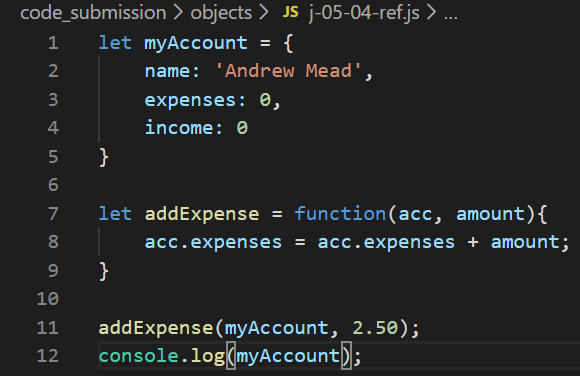 code_submission > objects > JS j-05-04-ref.js > ...
1 let myAccount = {
2     name: 'Andrew Mead',
3     expenses: 0,
4     income: 0
5 }
6
7 let addExpense = function(acc, amount){
8     acc.expenses = acc.expenses + amount;
9 }
10
11 addExpense(myAccount, 2.50);
12 console.log(myAccount);